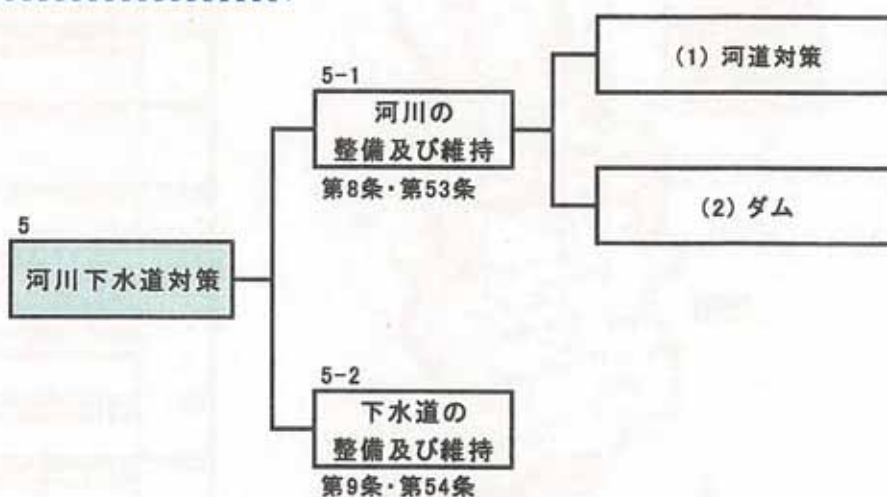 5
河川下水道対策
5-1
河川の
整備及び維持
第8条・第53条
(1) 河道対策
(2) ダム
5-2
下水道の
整備及び維持
第9条・第54条